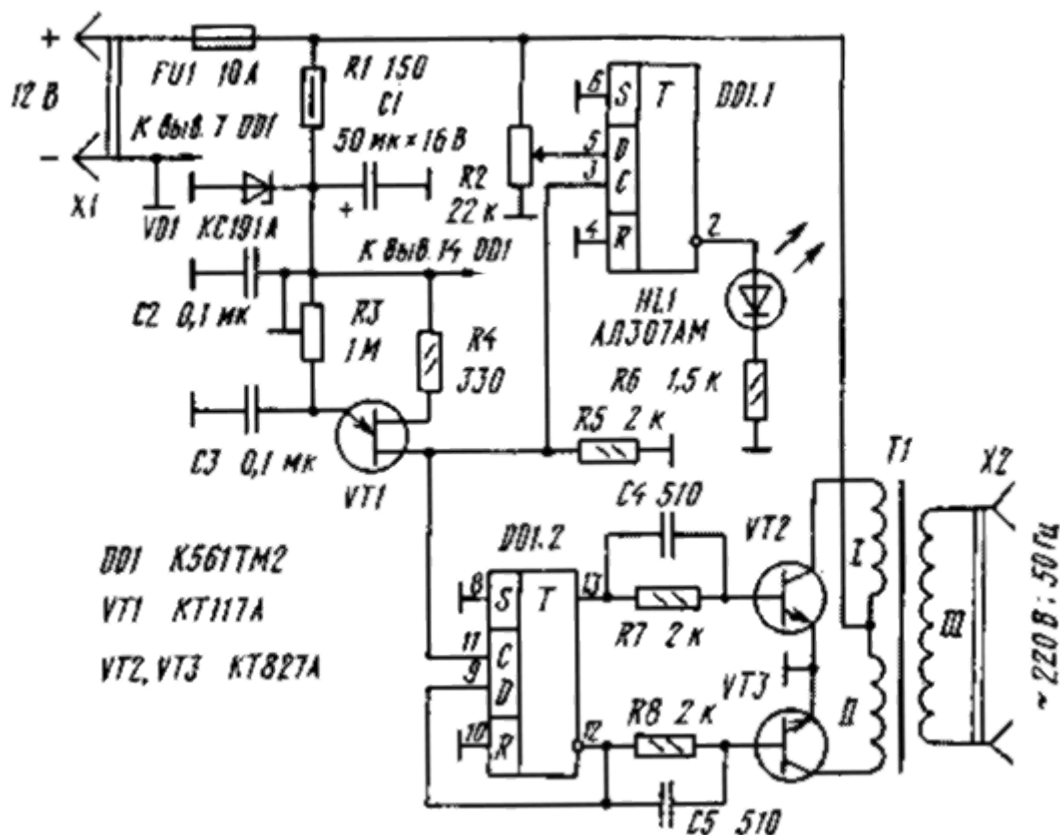 +
12 В
−
X1
FU1 10 А
К выв. 7 DD1
R1 150
C1
50 мк × 16 В
+
VD1 КС191А
R2
22 к
6
S
T
DD1.1
5
D
3
C
4
R
2
К выв. 14 DD1
C2 0,1 мк
R3
1 М
R4
330
HL1
АЛ307АМ
R6 1,5 к
R5 2 к
C3 0,1 мк
VT1
C4 510
VT2
T1
X2
DD1 К561ТМ2
VT1 КТ117А
VT2, VT3 КТ827А
DD1.2
8
S
T
13
11
C
9
D
10
R
12
R7 2 к
VT3
R8 2 к
C5 510
I
II
III
~ 220 В; 50 Гц